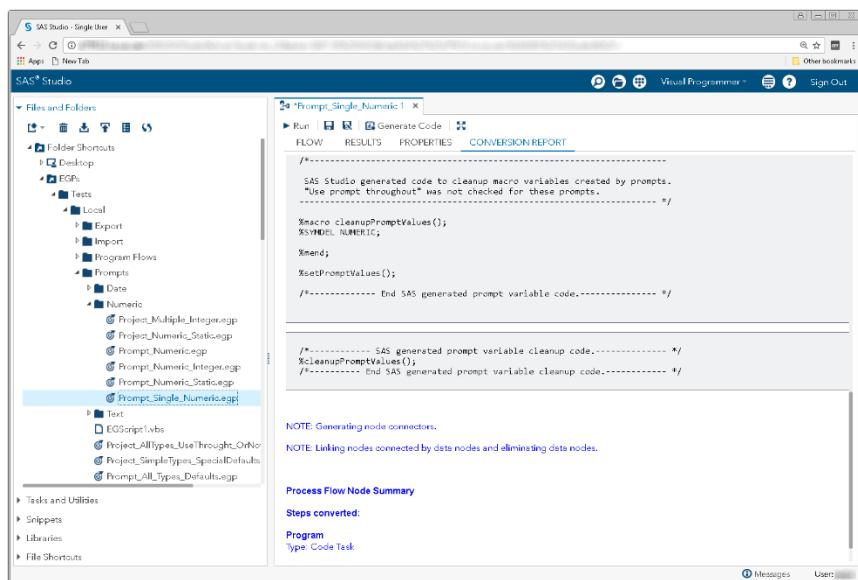 SAS Studio - Single User
Apps New Tab
Other bookmarks
SAS® Studio
Visual Programmer
Sign Out
Files and Folders
Folder Shortcuts
Desktop
EGPs
Tests
Local
Export
Import
Program Flows
Prompts
Date
Numeric
Project_Multiple_Integer.egp
Project_Numeric_Static.egp
Prompt_Numeric.egp
Prompt_Numeric_Integer.egp
Prompt_Numeric_Static.egp
Prompt_Single_Numeric.egp
Text
EGScript1.vbs
Project_AllTypes_UseThrought_OrNo
Project_SimpleTypes_SpecialDefaults
Prompt_All_Types_Defaults.egp
Tasks and Utilities
Snippets
Libraries
File Shortcuts
*Prompt_Single_Numeric 1
Run Generate Code
FLOW RESULTS PROPERTIES CONVERSION REPORT
/*------------------------------------------------------------------
SAS Studio generated code to cleanup macro variables created by prompts.
"Use prompt throughout" was not checked for these prompts.
------------------------------------------------------------------ */
%macro cleanupPromptValues();
%SYMDEL NUMERIC;
%mend;
%setPromptValues();
/*------------- End SAS generated prompt variable code.-------------- */
/*------------ SAS generated prompt variable cleanup code.------------- */
%cleanupPromptValues();
/*---------- End SAS generated prompt variable cleanup code.----------- */
NOTE: Generating node connectors.
NOTE: Linking nodes connected by data nodes and eliminating data nodes.
Process Flow Node Summary
Steps converted:
Program
Type: Code Task
Messages User: